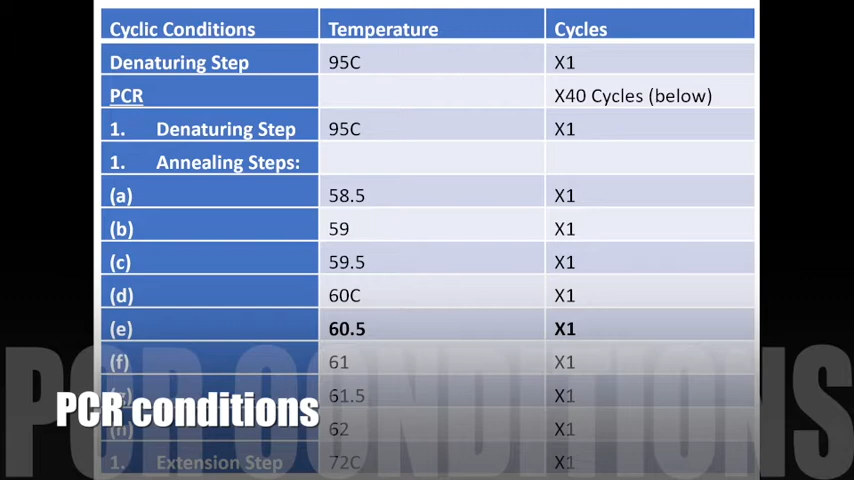 Cyclic Conditions Temperature Cycles
Denaturing Step 95C X1
PCR X40 Cycles (below)
1. Denaturing Step 95C X1
1. Annealing Steps:
(a) 58.5 X1
(b) 59 X1
(c) 59.5 X1
(d) 60C X1
(e) 60.5 X1
(f) 61 X1
(g) 61.5 X1
PCR conditions
(h) 62 X1
1. Extension Step 72C X1
PCR CONDITIONS